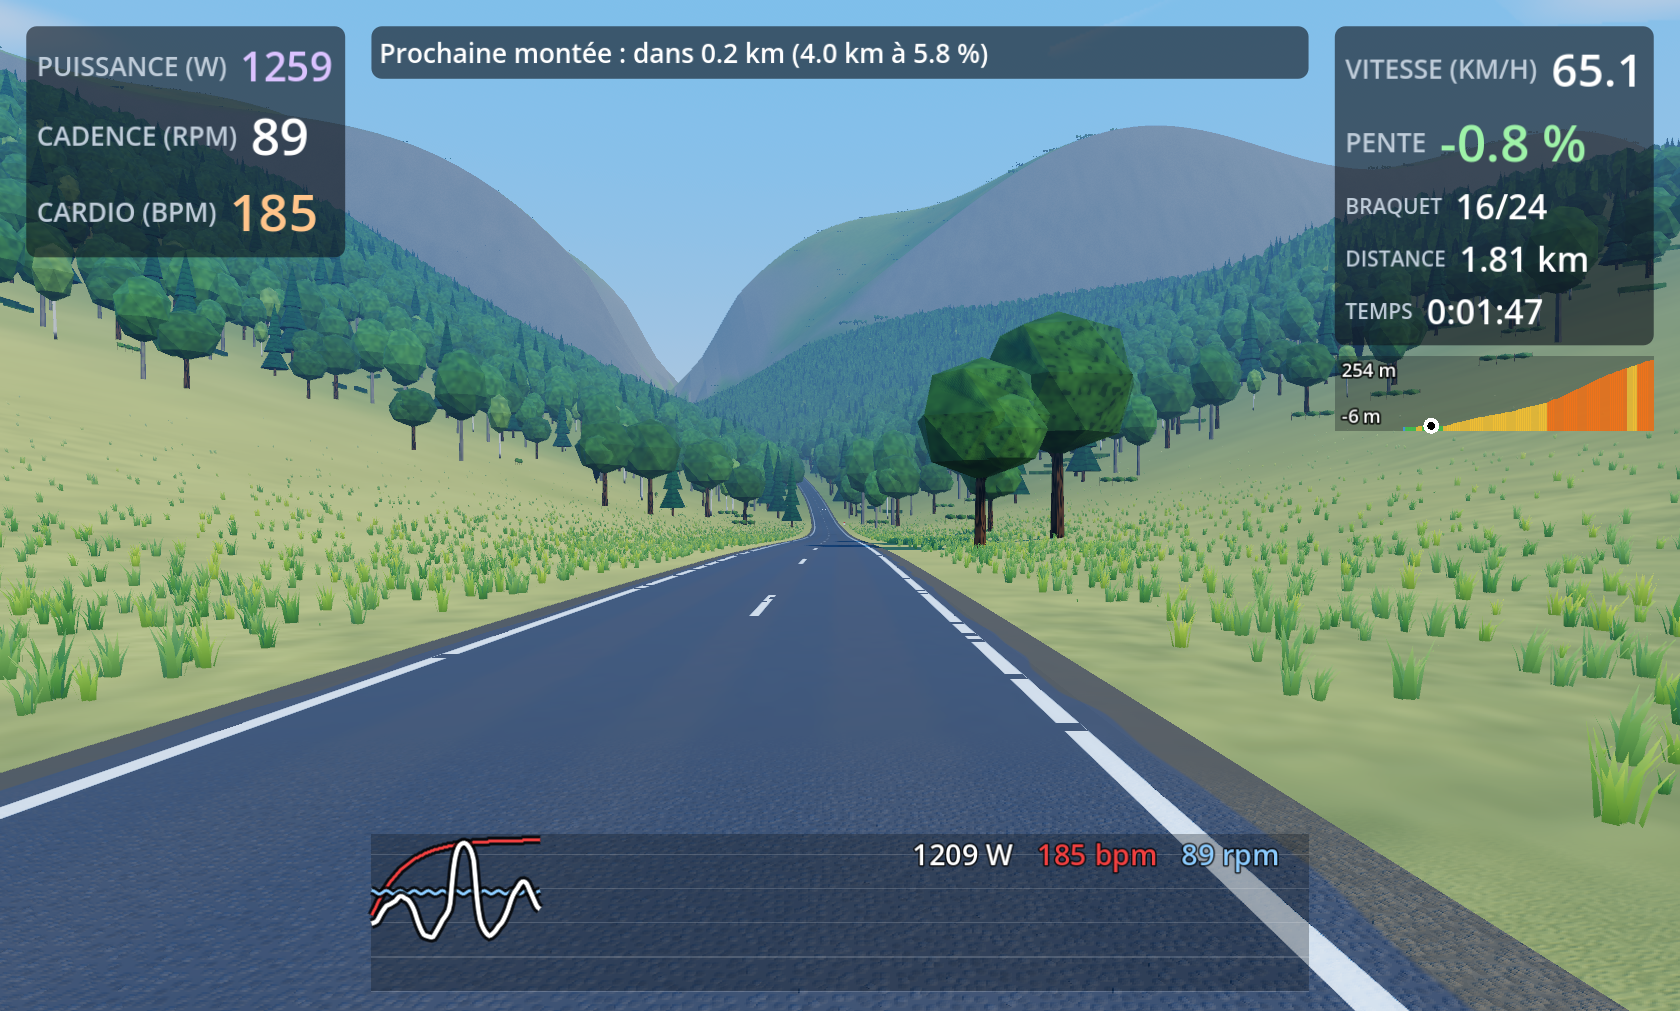 PUISSANCE (W) 1259
CADENCE (RPM) 89
CARDIO (BPM) 185
Prochaine montée : dans 0.2 km (4.0 km à 5.8 %)
VITESSE (KM/H) 65.1
PENTE -0.8 %
BRAQUET 16/24
DISTANCE 1.81 km
TEMPS 0:01:47
254 m
-6 m
1209 W 185 bpm 89 rpm